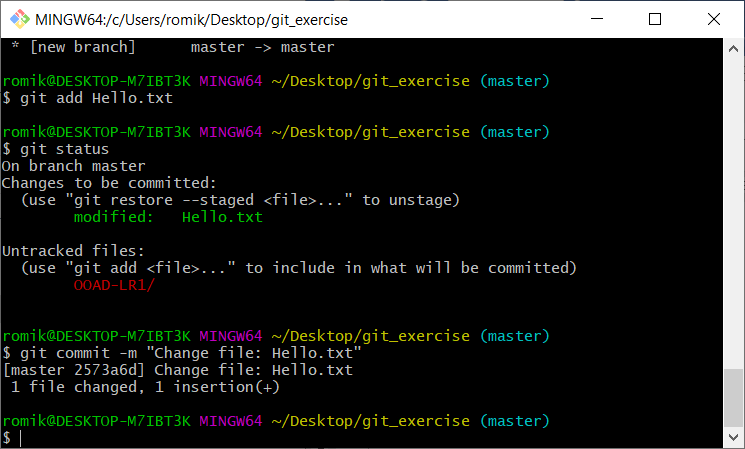 MINGW64:/c/Users/romik/Desktop/git_exercise
* [new branch]      master -> master
romik@DESKTOP-M7IBT3K MINGW64 ~/Desktop/git_exercise (master)
$ git add Hello.txt
romik@DESKTOP-M7IBT3K MINGW64 ~/Desktop/git_exercise (master)
$ git status
On branch master
Changes to be committed:
  (use "git restore --staged <file>..." to unstage)
        modified:   Hello.txt
Untracked files:
  (use "git add <file>..." to include in what will be committed)
        OOAD-LR1/
romik@DESKTOP-M7IBT3K MINGW64 ~/Desktop/git_exercise (master)
$ git commit -m "Change file: Hello.txt"
[master 2573a6d] Change file: Hello.txt
 1 file changed, 1 insertion(+)
romik@DESKTOP-M7IBT3K MINGW64 ~/Desktop/git_exercise (master)
$